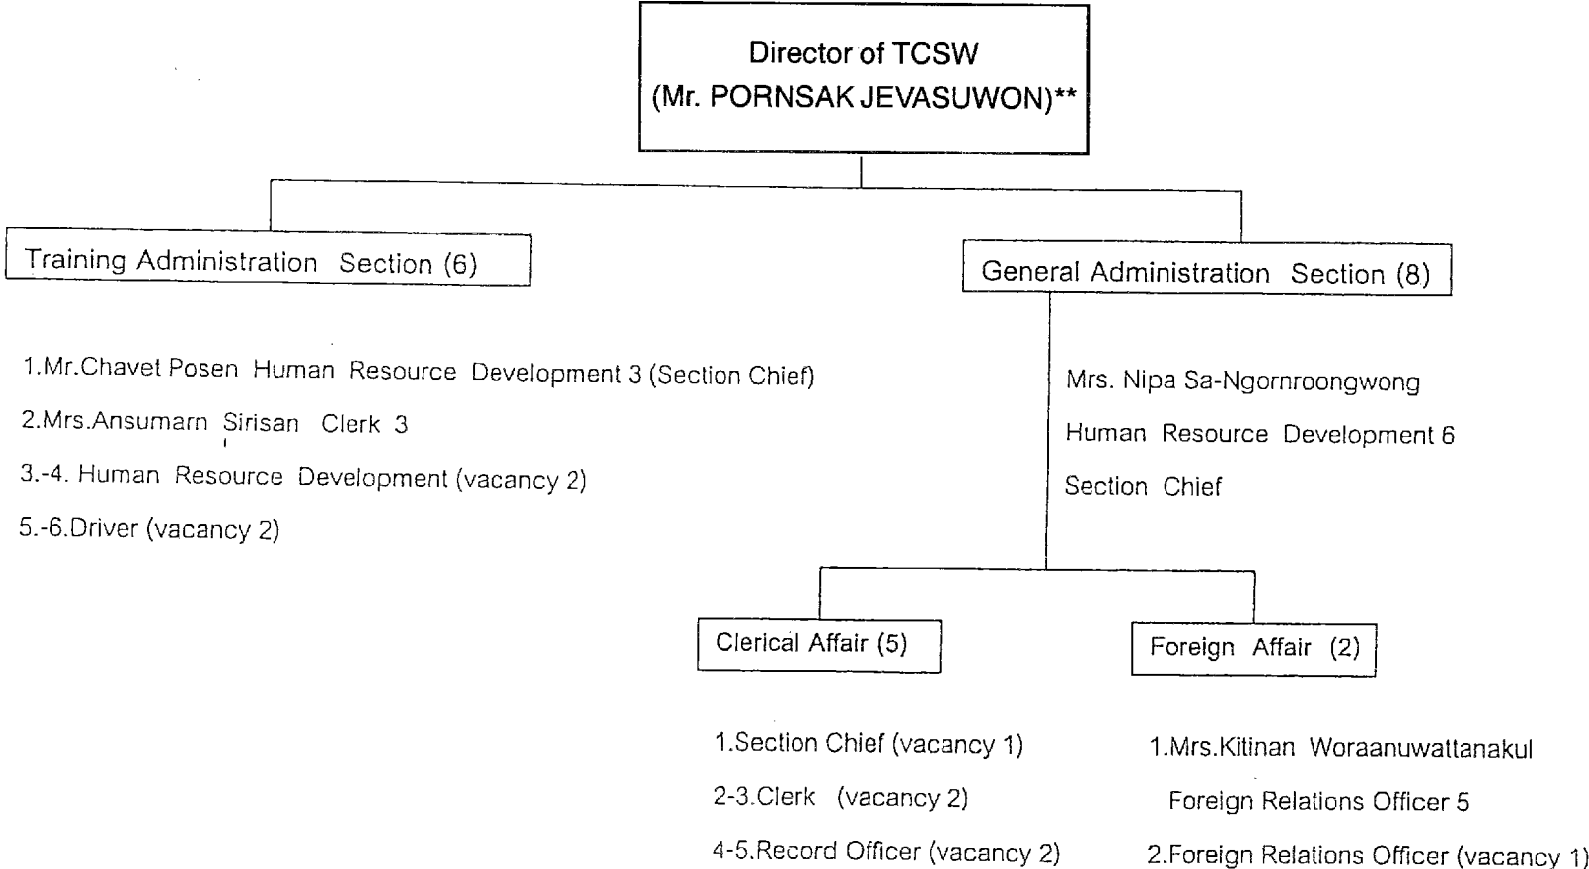 Director of TCSW
(Mr. PORNSAK JEVASUWON)**
Training Administration Section (6)
General Administration Section (8)
1.Mr.Chavet Posen Human Resource Development 3 (Section Chief)
2.Mrs.Ansumarn Sirisan Clerk 3
3.-4. Human Resource Development (vacancy 2)
5.-6.Driver (vacancy 2)
Mrs. Nipa Sa-Ngornroongwong
Human Resource Development 6
Section Chief
Clerical Affair (5)
Foreign Affair (2)
1.Section Chief (vacancy 1)
2-3.Clerk (vacancy 2)
4-5.Record Officer (vacancy 2)
1.Mrs.Kitinan Woraanuwattanakul
Foreign Relations Officer 5
2.Foreign Relations Officer (vacancy 1)